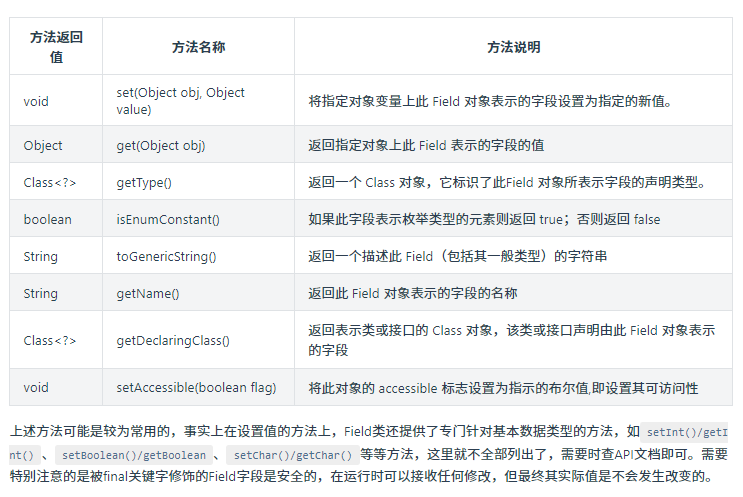 方法返回值 方法名称 方法说明
void set(Object obj, Object value) 将指定对象变量上此 Field 对象表示的字段设置为指定的新值。
Object get(Object obj) 返回指定对象上此 Field 表示的字段的值
Class<?> getType() 返回一个 Class 对象，它标识了此Field 对象所表示字段的声明类型。
boolean isEnumConstant() 如果此字段表示枚举类型的元素则返回 true；否则返回 false
String toGenericString() 返回一个描述此 Field（包括其一般类型）的字符串
String getName() 返回此 Field 对象表示的字段的名称
Class<?> getDeclaringClass() 返回表示类或接口的 Class 对象，该类或接口声明由此 Field 对象表示的字段
void setAccessible(boolean flag) 将此对象的 accessible 标志设置为指示的布尔值,即设置其可访问性
上述方法可能是较为常用的，事实上在设置值的方法上，Field类还提供了专门针对基本数据类型的方法，如 setInt()/getI
nt() 、 setBoolean()/getBoolean 、 setChar()/getChar() 等等方法，这里就不全部列出了，需要时查API文档即可。需要
特别注意的是被final关键字修饰的Field字段是安全的，在运行时可以接收任何修改，但最终其实际值是不会发生改变的。